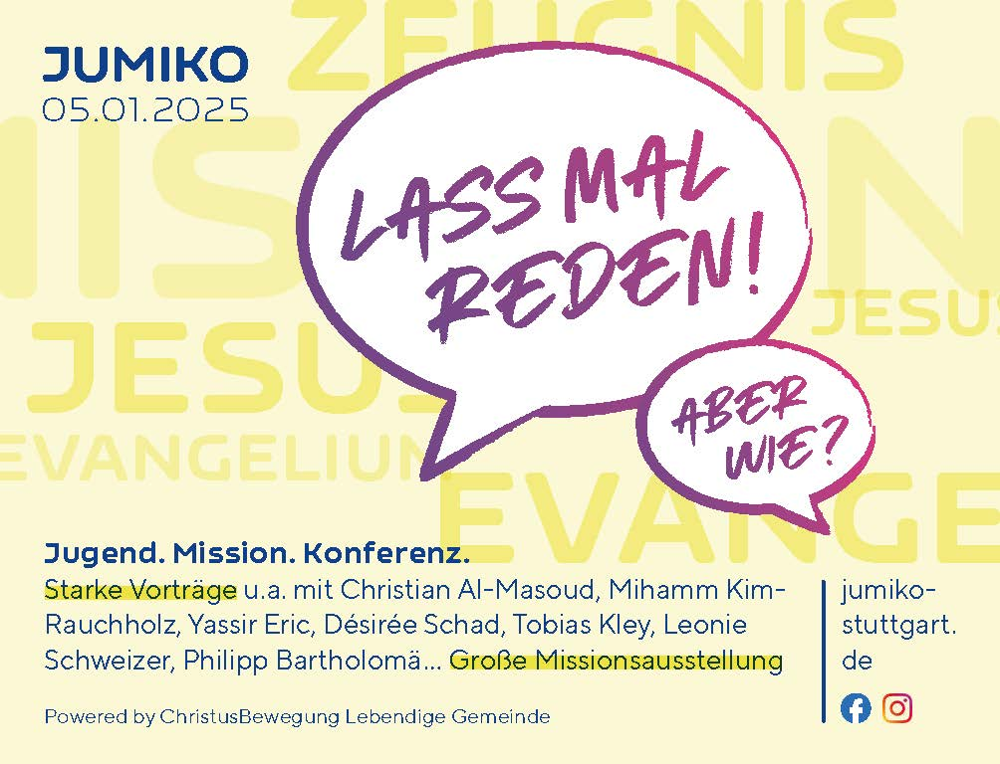 ZEUGNIS
JUMIKO
05.01.2025
MISSION
LASS MAL
REDEN!
JESUS
JESUS
ABER
WIE?
EVANGELIUM
EVANGE
Jugend. Mission. Konferenz.
Starke Vorträge u.a. mit Christian Al-Masoud, Mihamm Kim-
Rauchholz, Yassir Eric, Désirée Schad, Tobias Kley, Leonie
Schweizer, Philipp Bartholomä... Große Missionsausstellung
Powered by ChristusBewegung Lebendige Gemeinde
jumiko-
stuttgart.
de